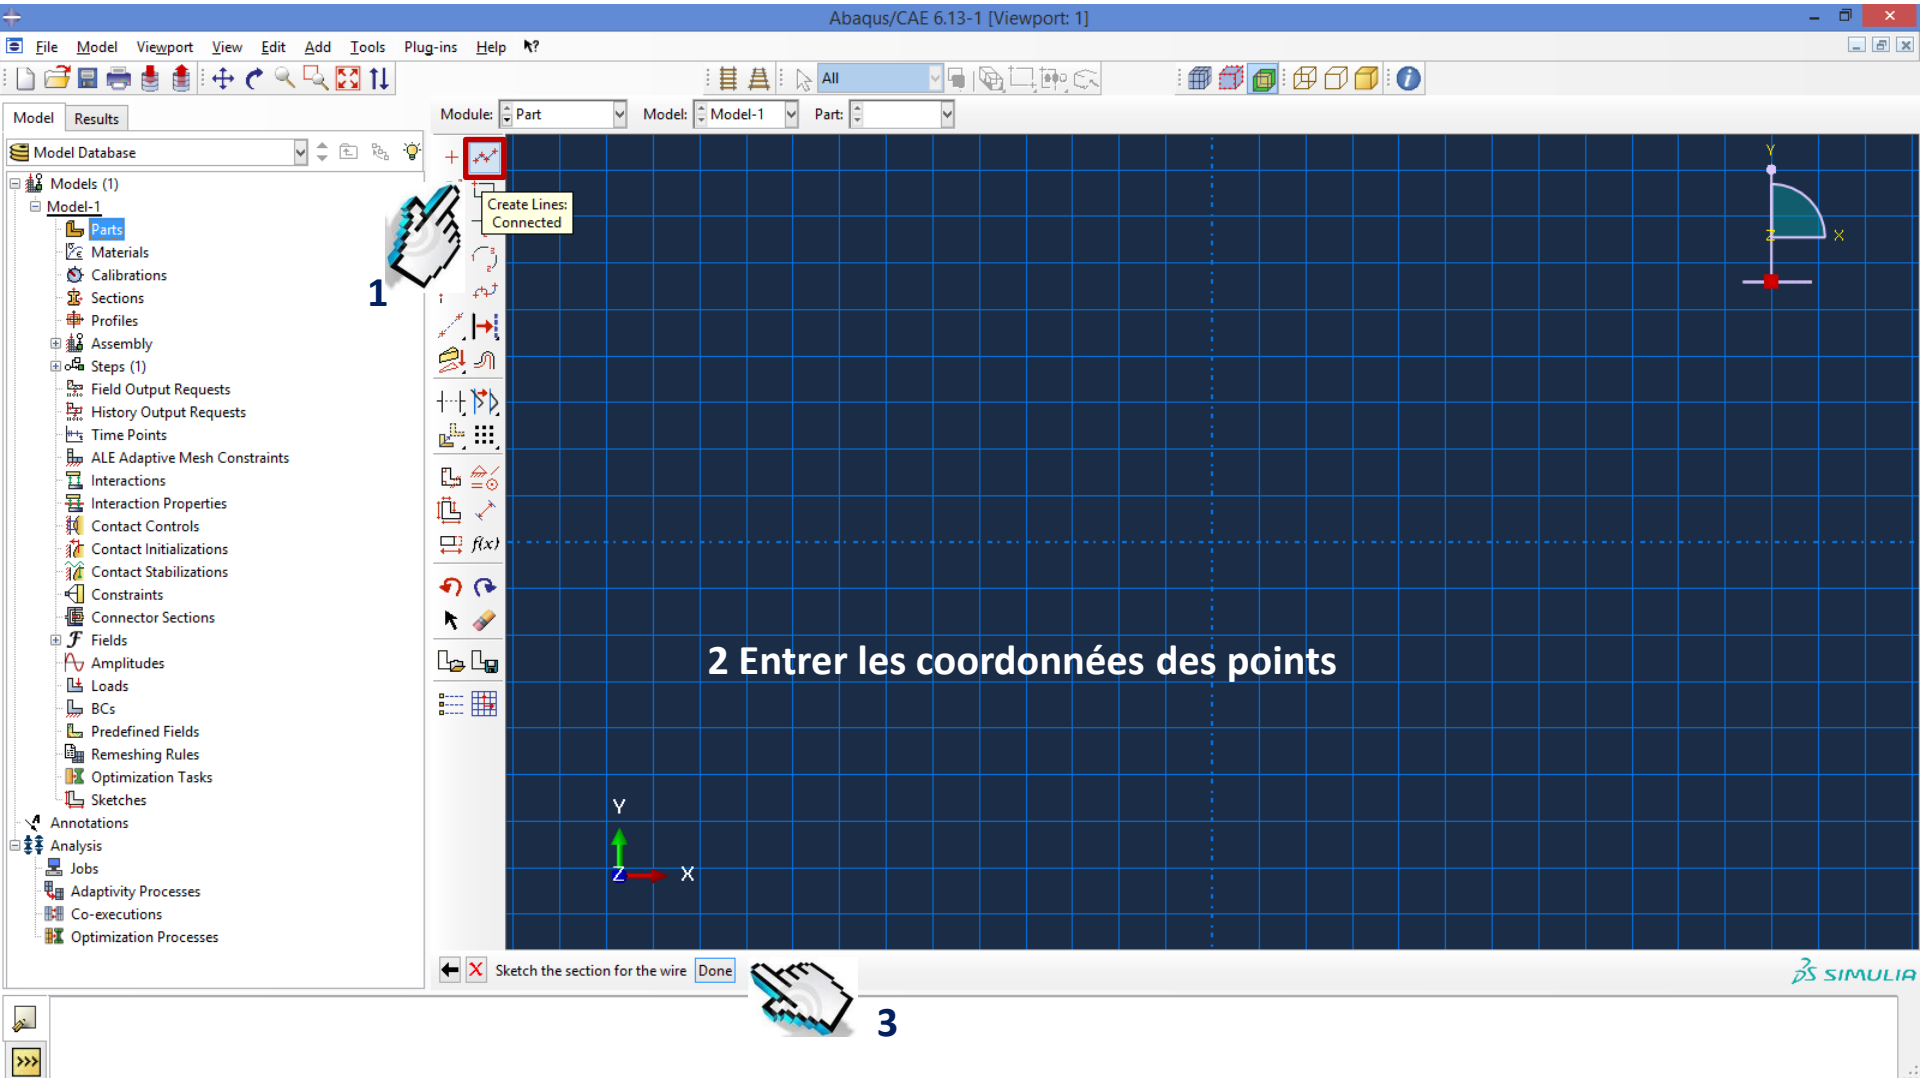 Abaqus/CAE 6.13-1 [Viewport: 1]
File Model Viewport View Edit Add Tools Plug-ins Help
All
Model Results
Module: Part Model: Model-1 Part:
Model Database
Models (1)
Model-1
Parts
Materials
Calibrations
Sections
Profiles
Assembly
Steps (1)
Field Output Requests
History Output Requests
Time Points
ALE Adaptive Mesh Constraints
Interactions
Interaction Properties
Contact Controls
Contact Initializations
Contact Stabilizations
Constraints
Connector Sections
Fields
Amplitudes
Loads
BCs
Predefined Fields
Remeshing Rules
Optimization Tasks
Sketches
Annotations
Analysis
Jobs
Adaptivity Processes
Co-executions
Optimization Processes
Create Lines:
Connected
1
f(x)
Y
Z X
2 Entrer les coordonnées des points
Y
Z X
Sketch the section for the wire Done
SIMULIA
3
>>>